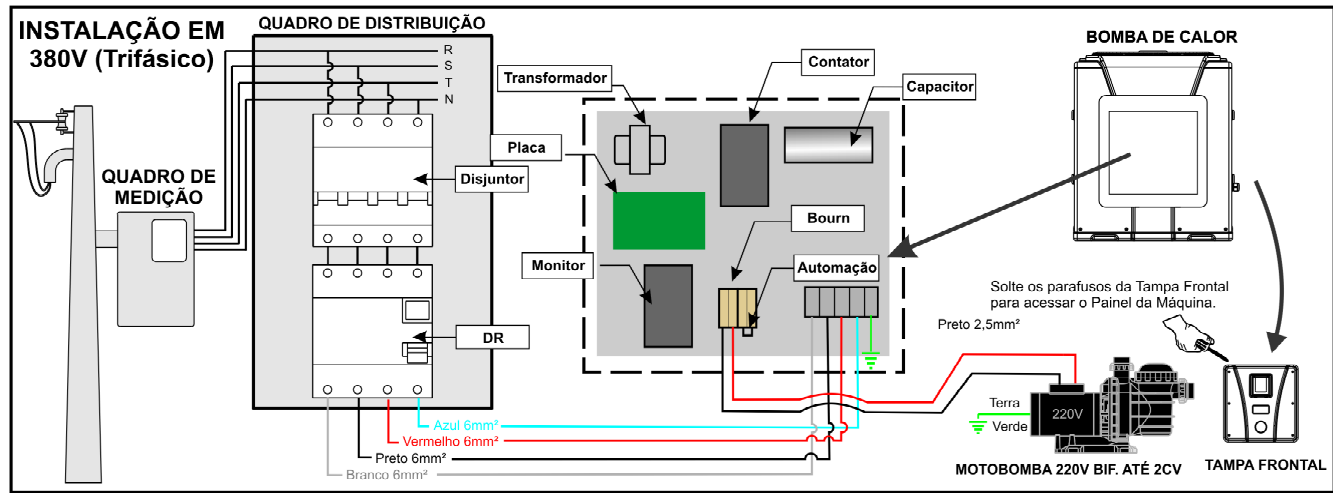 INSTALAÇÃO EM
380V (Trifásico)
QUADRO DE DISTRIBUIÇÃO
R
S
T
N
QUADRO DE
MEDIÇÃO
Disjuntor
DR
Azul 6mm²
Vermelho 6mm²
Preto 6mm²
Branco 6mm²
Transformador
Contator
Capacitor
Placa
Bourn
Monitor
Automação
BOMBA DE CALOR
Solte os parafusos da Tampa Frontal
para acessar o Painel da Máquina.
Preto 2,5mm²
Terra
Verde
220V
MOTOBOMBA 220V BIF. ATÉ 2CV
TAMPA FRONTAL